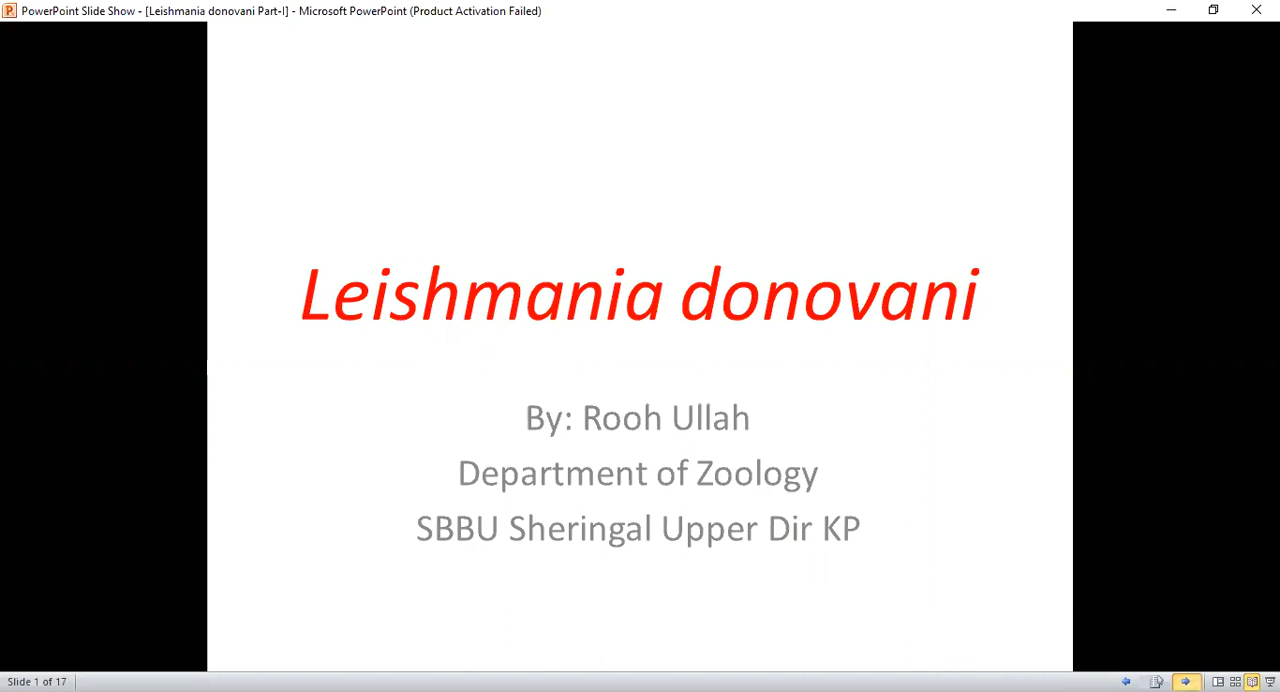 PowerPoint Slide Show - [Leishmania donovani Part-I] - Microsoft PowerPoint (Product Activation Failed)
Leishmania donovani
By: Rooh Ullah
Department of Zoology
SBBU Sheringal Upper Dir KP
Slide 1 of 17